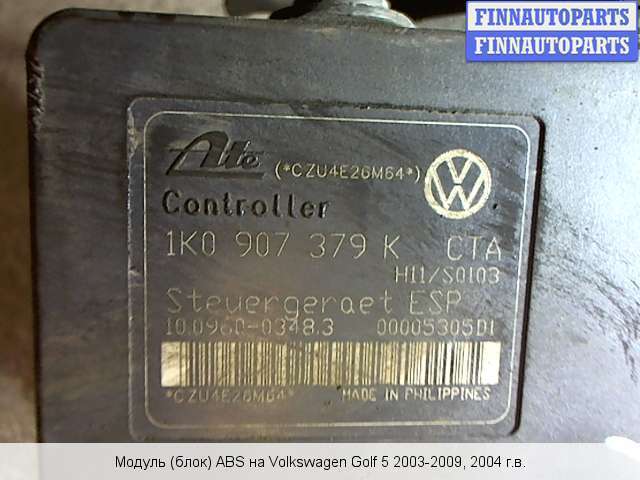 FINNAUTOPARTS
FINNAUTOPARTS
Ate (*CZU4E26M64*)
Controller
1K0 907 379 K CTA
H11/S0103
Steuergeraet ESP
10.0960-0348.3 00005305D1
*CZU4E26M64* MADE IN PHILIPPINES
Модуль (блок) ABS на Volkswagen Golf 5 2003-2009, 2004 г.в.